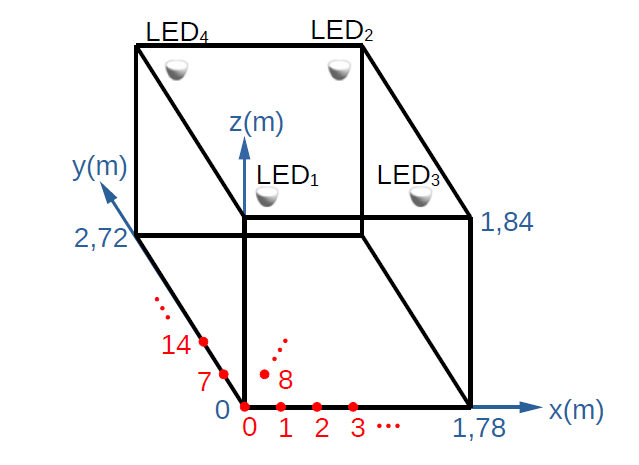 LED₄ LED₂
z(m)
y(m)
LED₁ LED₃
2,72 1,84
14
7 8
0
0 1 2 3 ... 1,78 x(m)